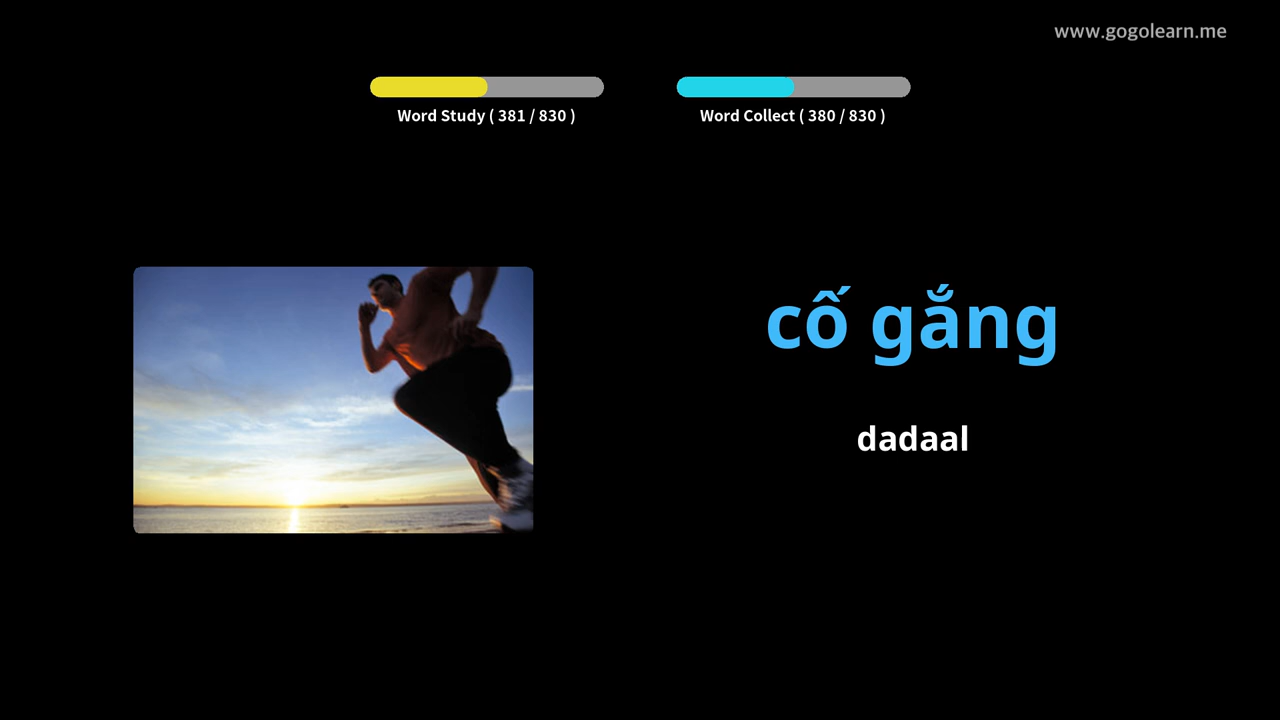 www.gogolearn.me
Word Study ( 381 / 830 )
Word Collect ( 380 / 830 )
cố gắng
dadaal